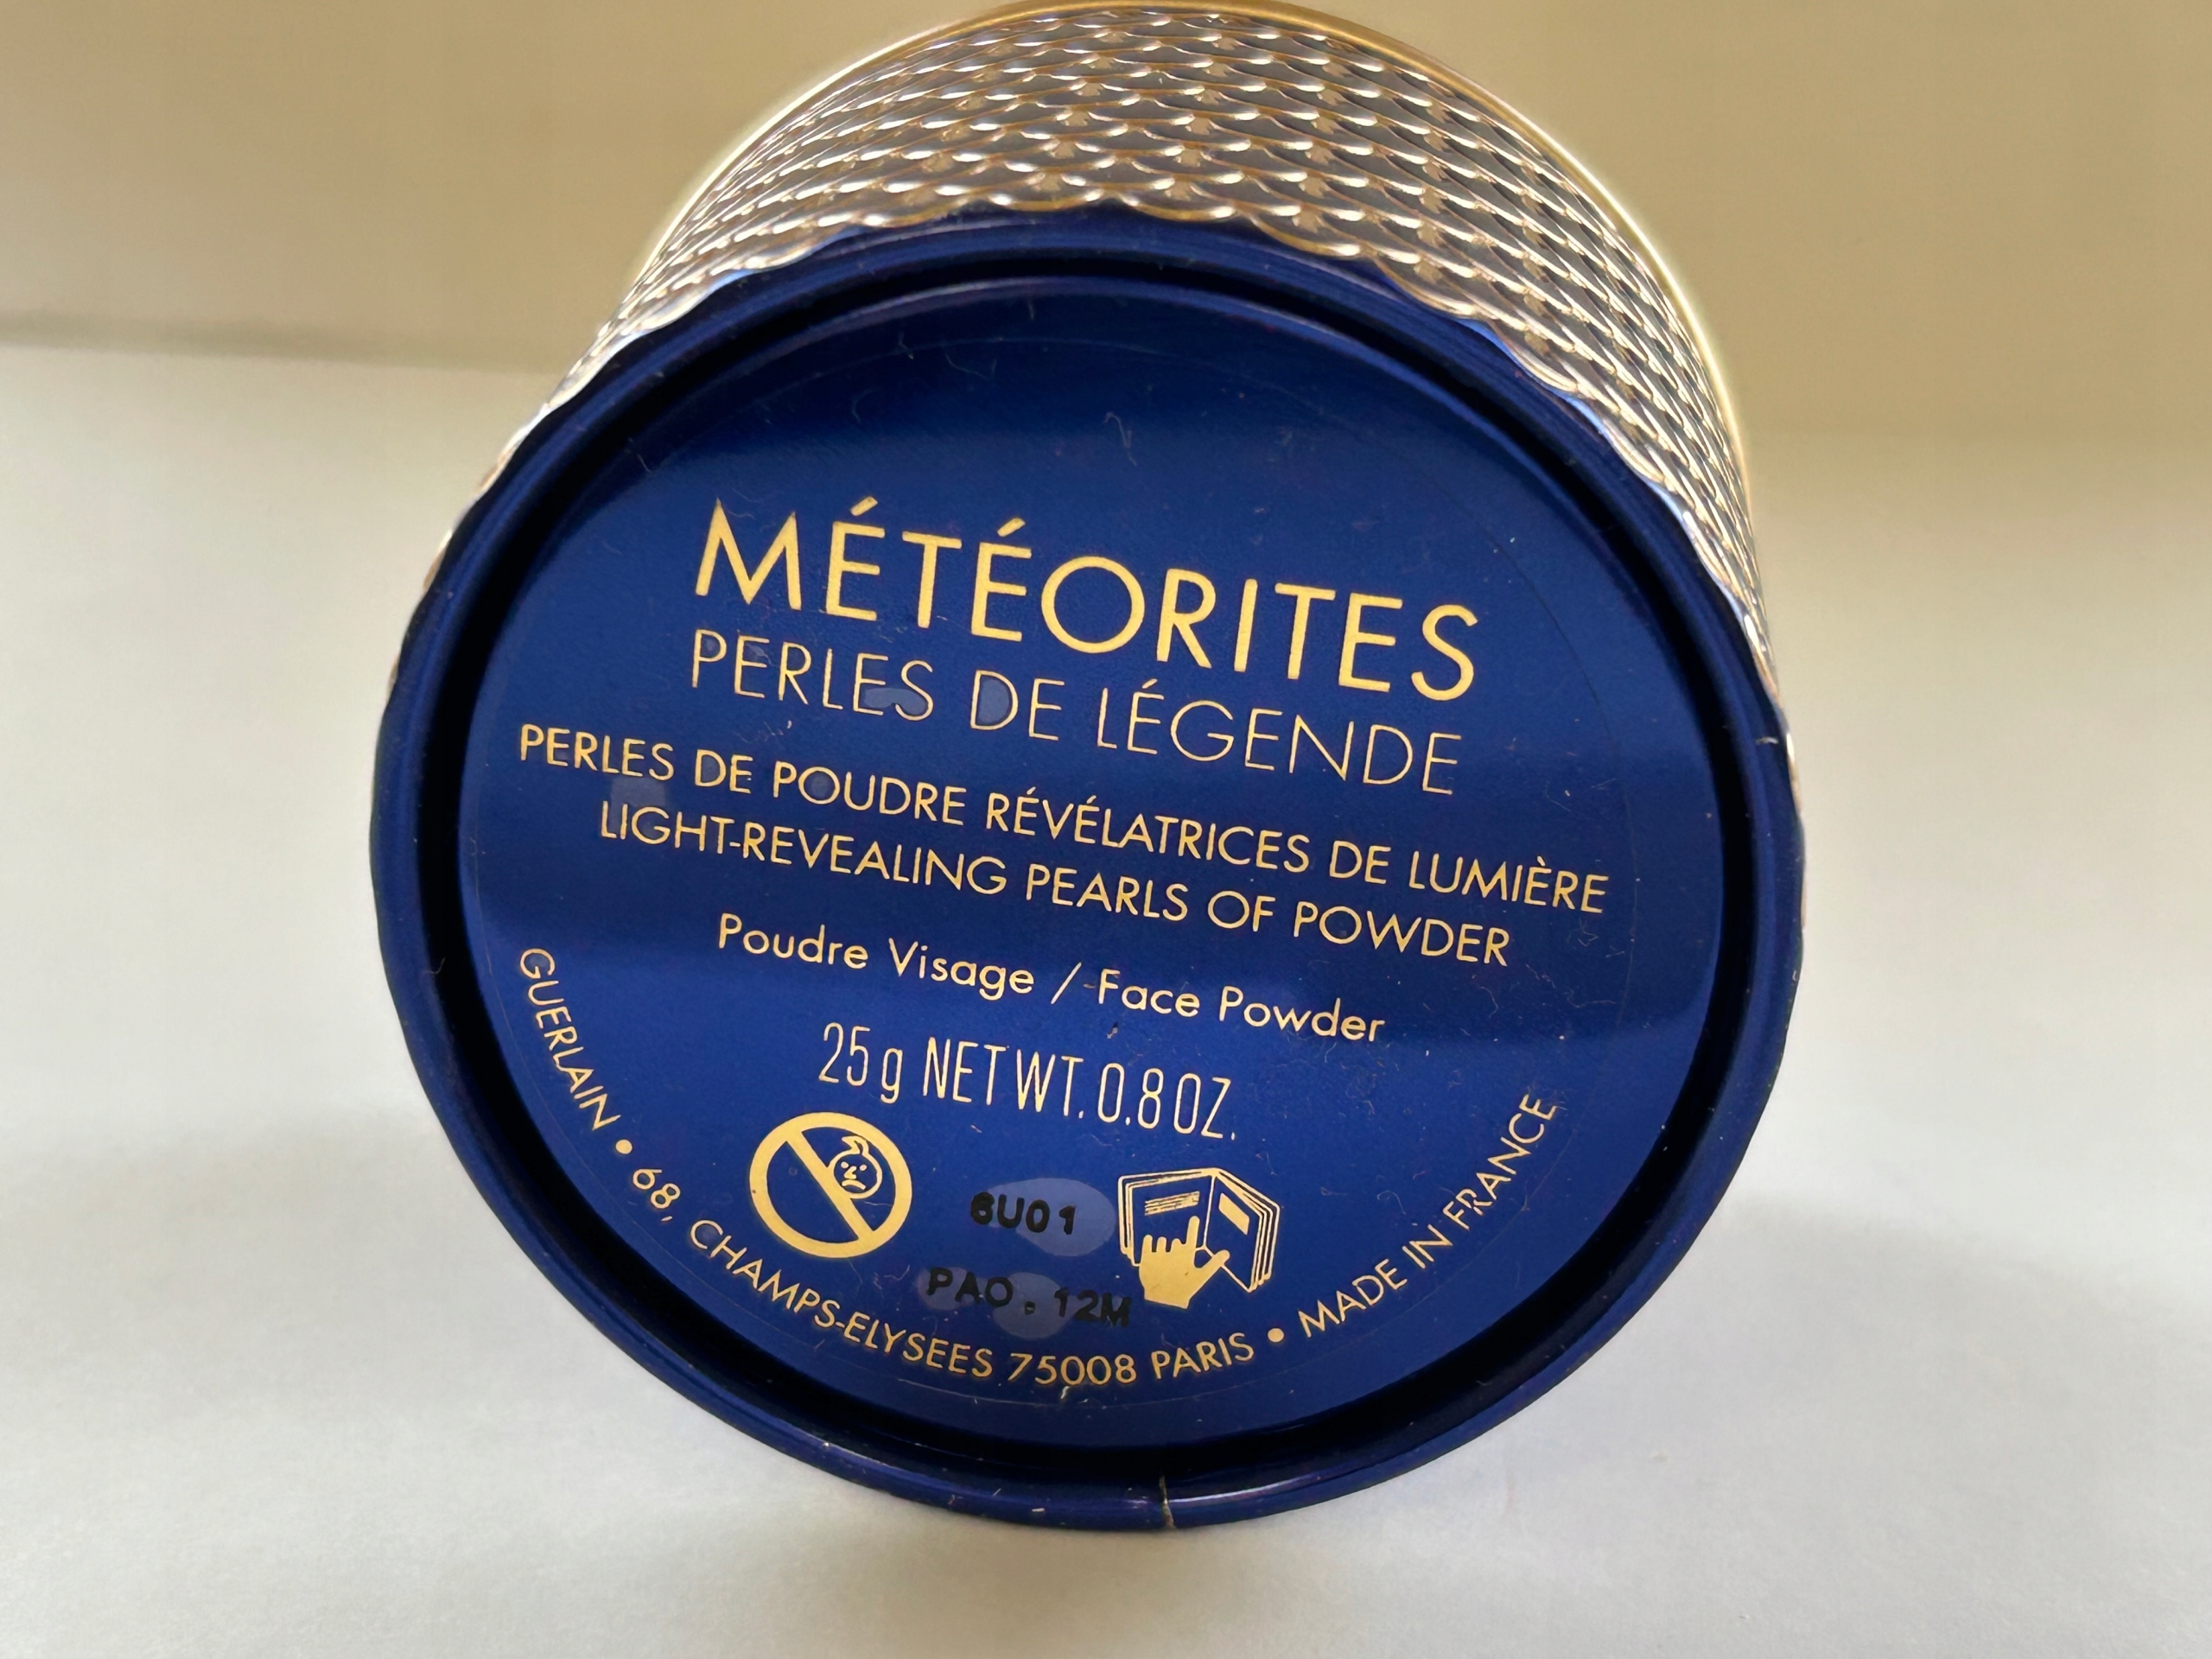 MÉTÉORITES
PERLES DE LÉGENDE
PERLES DE POUDRE RÉVÉLATRICES DE LUMIÈRE
LIGHT-REVEALING PEARLS OF POWDER
Poudre Visage / Face Powder
25g NET WT. 0.8 OZ.
6U01
PAO. 12M
GUERLAIN • 68, CHAMPS-ELYSEES 75008 PARIS • MADE IN FRANCE